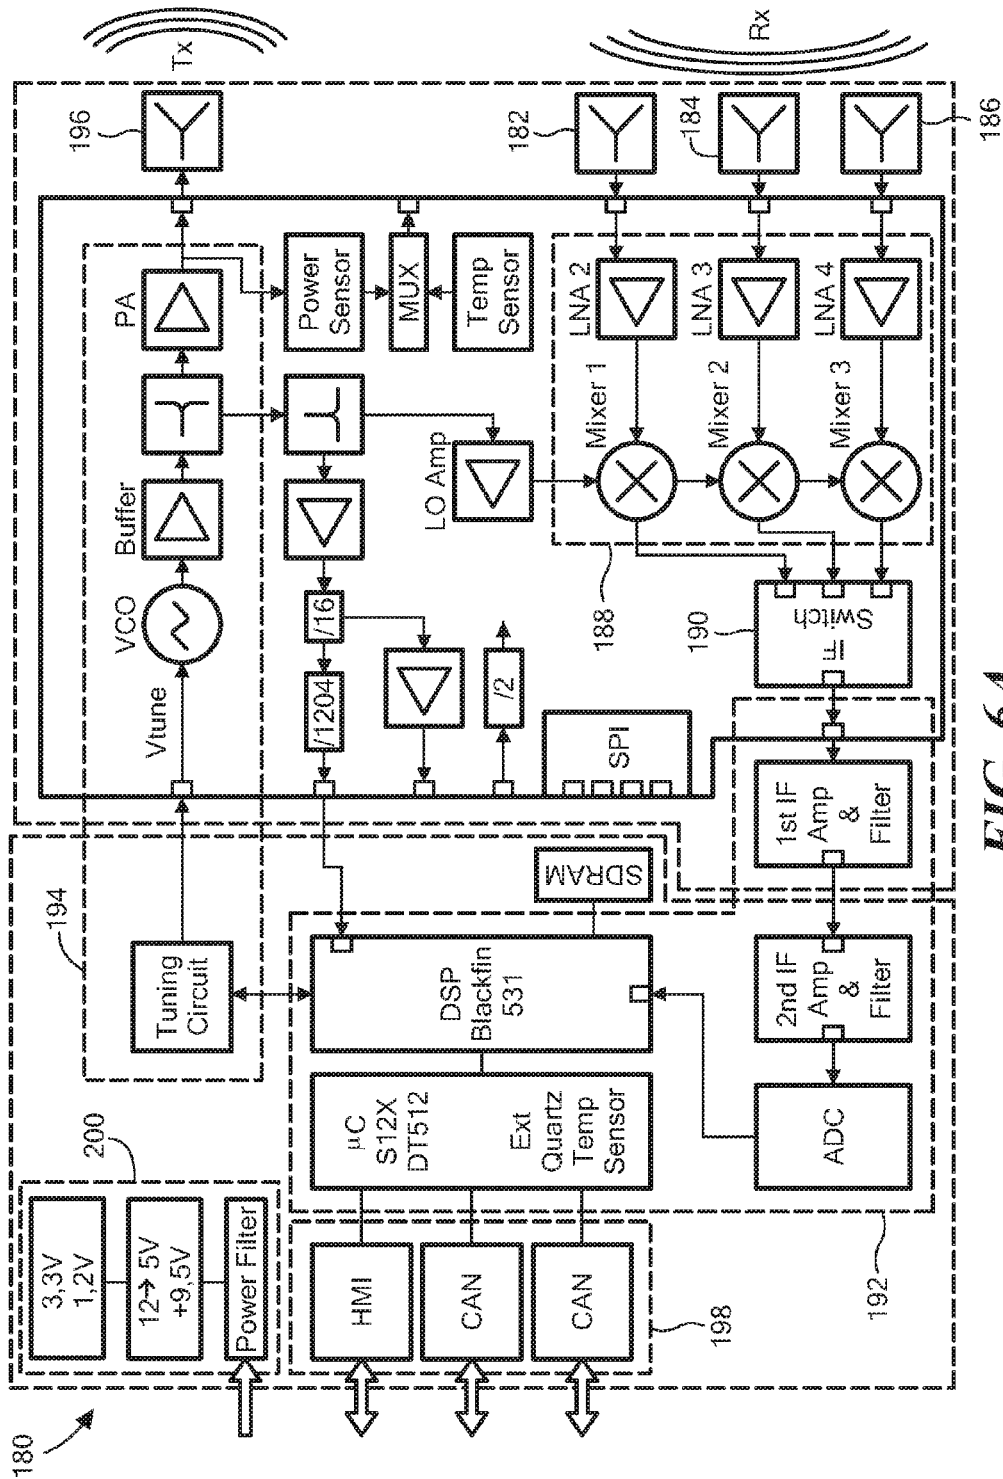 180
200
3,3V
1,2V
12→ 5V
+9,5V
Power Filter
194
Tuning
Circuit
Vtune
VCO
Buffer
PA
196
Tx
HMI
CAN
CAN
198
μC
S12X
DT512
Ext
Quartz
Temp
Sensor
DSP
Blackfin
531
SDRAM
/1204
/16
/2
SPI
Power
Sensor
MUX
Temp
Sensor
LO Amp
Mixer 1
Mixer 2
Mixer 3
LNA 2
LNA 3
LNA 4
182
184
186
Rx
188
190
Switch
IF
1st IF
Amp
&
Filter
2nd IF
Amp
&
Filter
ADC
192
FIG. 6A